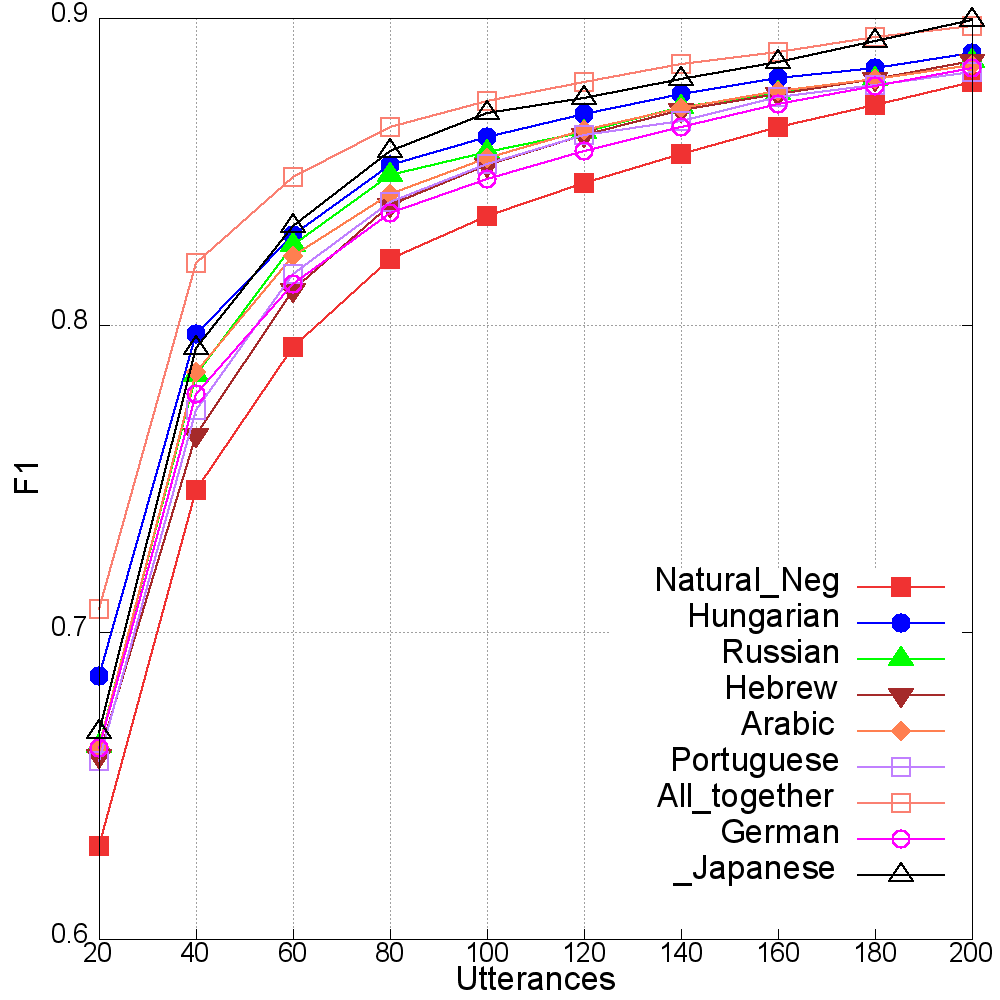 0.9
0.8
0.7
0.6
F1
Natural_Neg
Hungarian
Russian
Hebrew
Arabic
Portuguese
All_together
German
_Japanese
20 40 60 80 100 120 140 160 180 200
Utterances